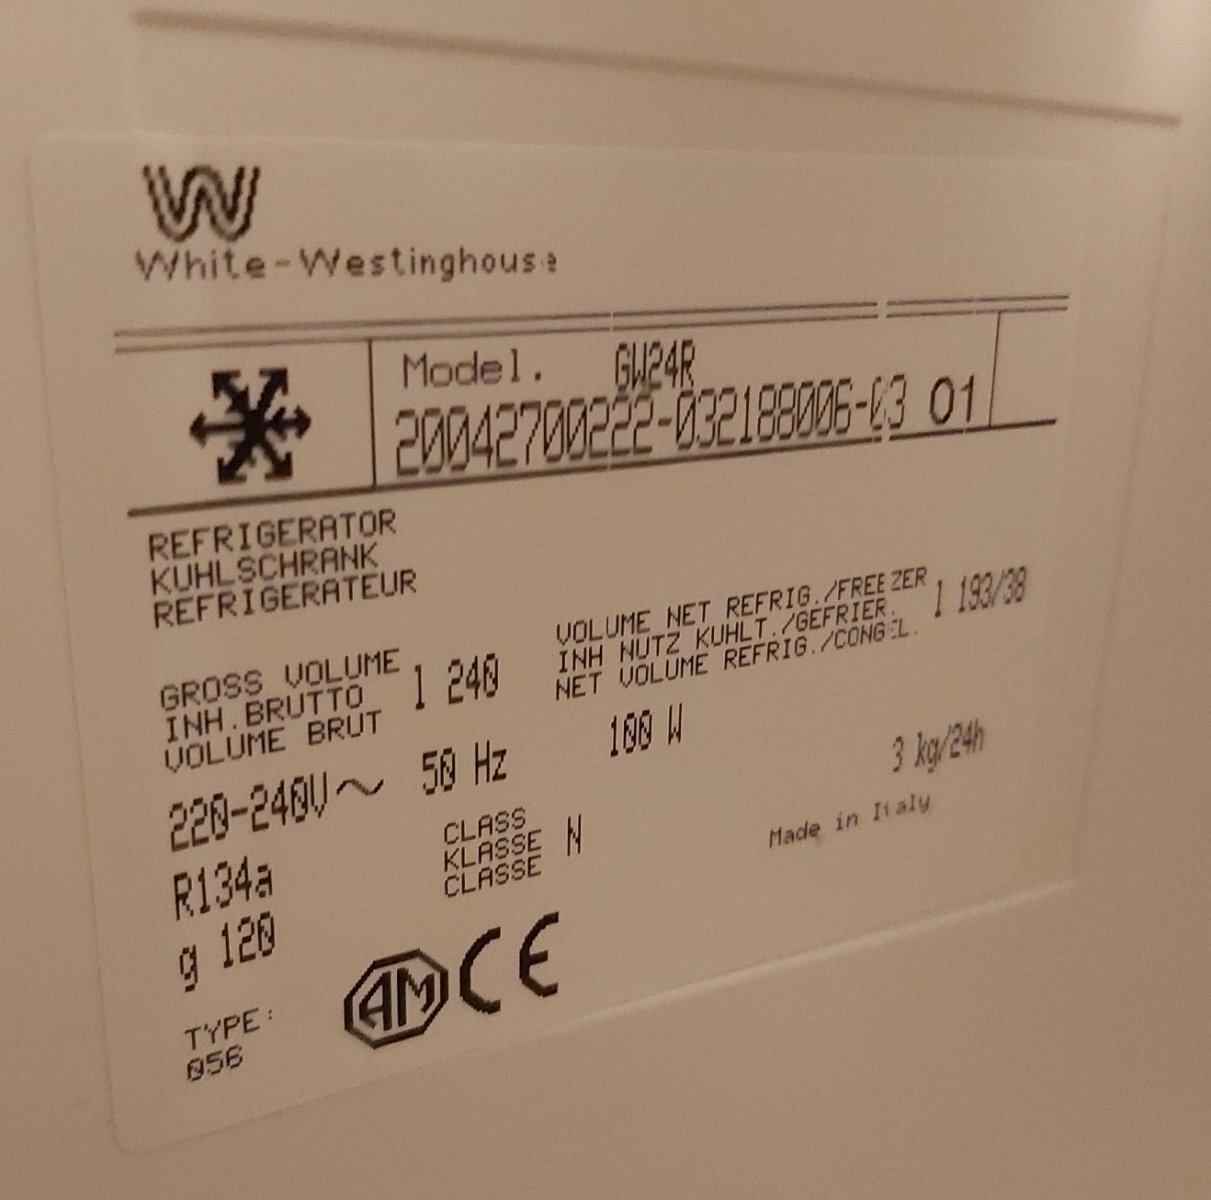 White-Westinghouse
Model. GW24R
20042700222-032188006-03 01
REFRIGERATOR
KUHLSCHRANK
REFRIGERATEUR
GROSS VOLUME
INH.BRUTTO
VOLUME BRUT
l 240
VOLUME NET REFRIG./FREEZER
INH NUTZ KUHLT./GEFRIER.
NET VOLUME REFRIG./CONGEL.
l 193/38
220-240V~ 50 Hz 100 W
3 kg/24h
R134a
CLASS
KLASSE
CLASSE
N
Made in Italy
g 120
AM CE
TYPE:
056